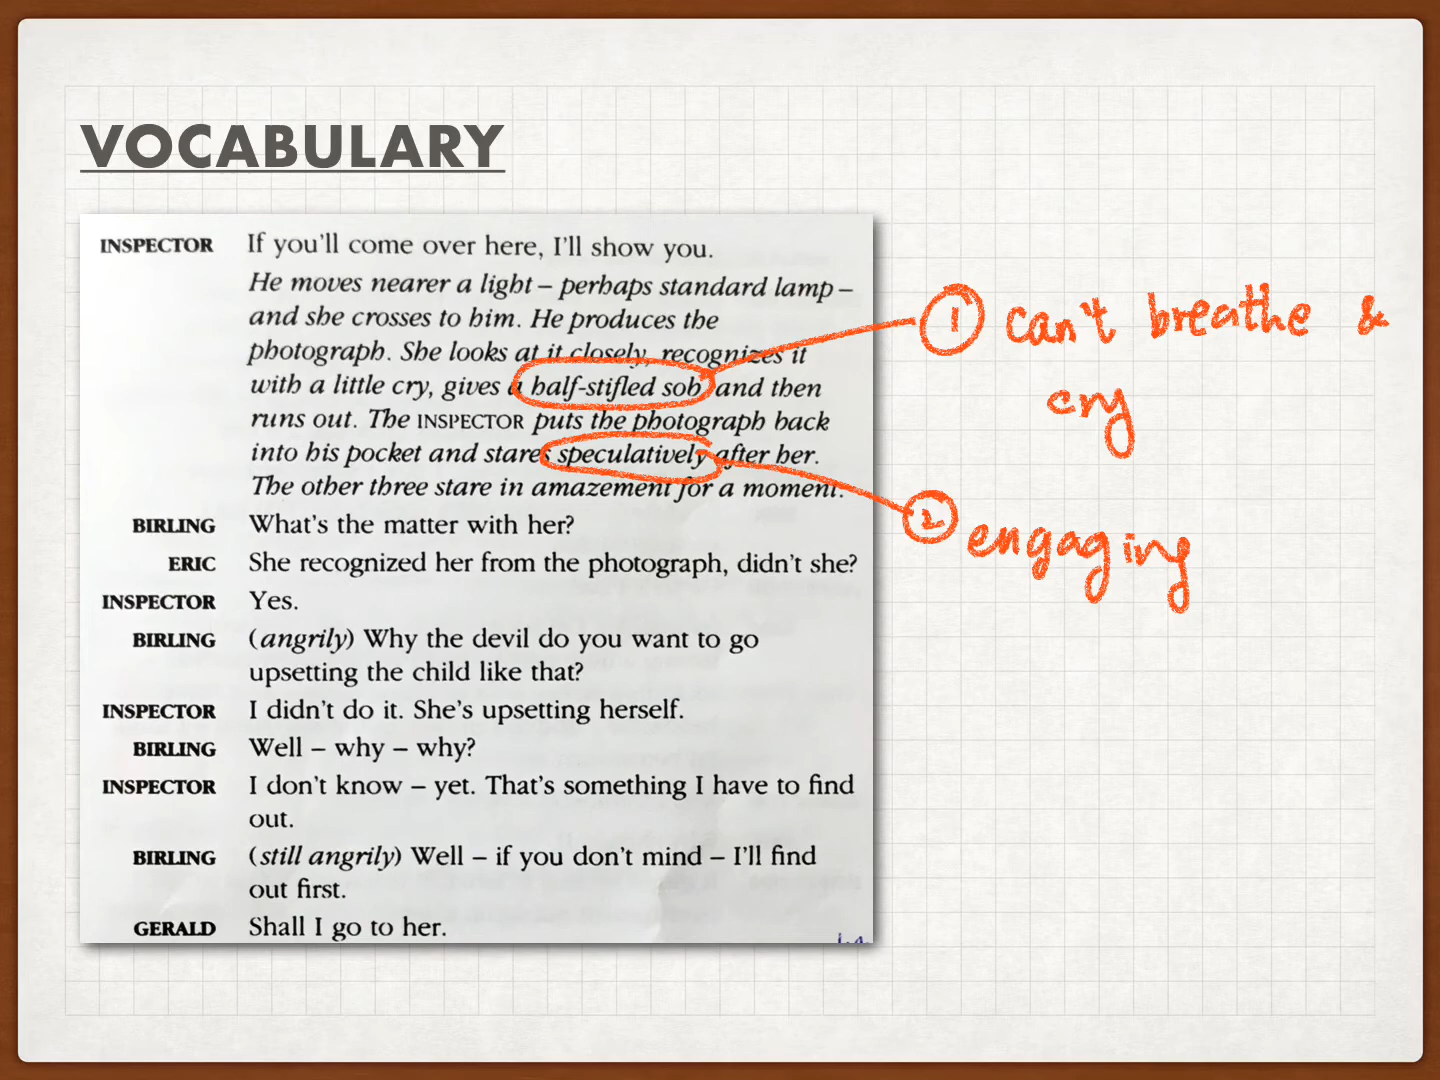 VOCABULARY
INSPECTOR If you'll come over here, I'll show you.
He moves nearer a light – perhaps standard lamp –
and she crosses to him. He produces the
photograph. She looks at it closely, recognizes it
with a little cry, gives a half-stifled sob, and then
runs out. The INSPECTOR puts the photograph back
into his pocket and stares speculatively after her.
The other three stare in amazement for a moment.
BIRLING What's the matter with her?
ERIC She recognized her from the photograph, didn't she?
INSPECTOR Yes.
BIRLING (angrily) Why the devil do you want to go
upsetting the child like that?
INSPECTOR I didn't do it. She's upsetting herself.
BIRLING Well – why – why?
INSPECTOR I don't know – yet. That's something I have to find
out.
BIRLING (still angrily) Well – if you don't mind – I'll find
out first.
GERALD Shall I go to her.
1 can't breathe &
cry
2 engaging